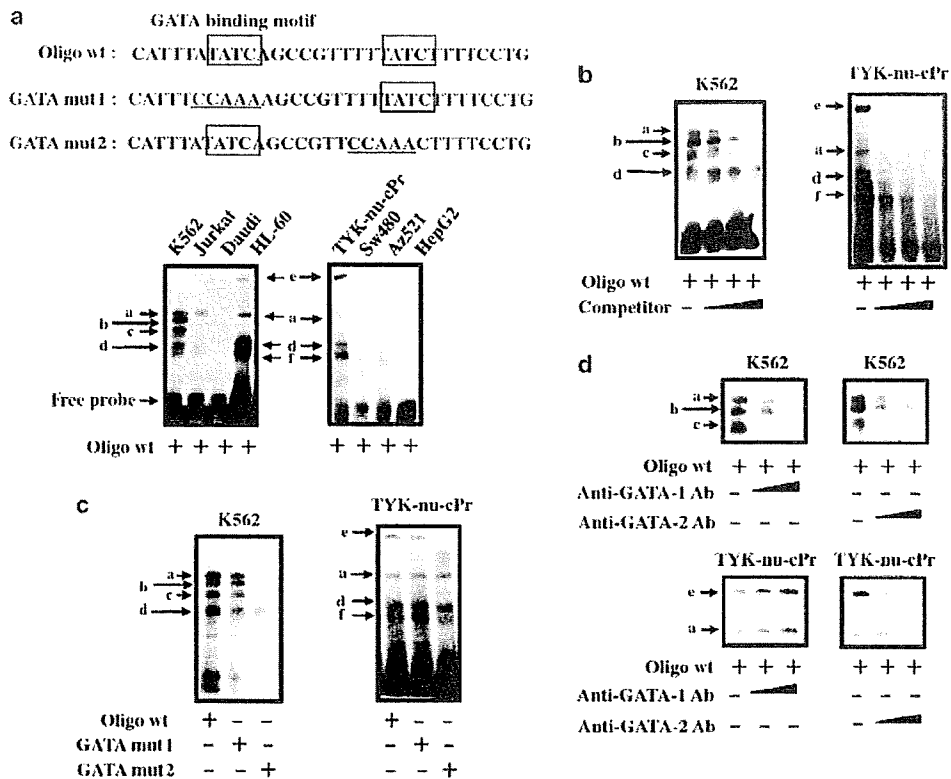 a
GATA binding motif
Oligo wt : CATTTATATCAGCCGTTTTTATCTTTTCCTG
GATA mut1 : CATTTCCAAAAGCCGTTTTTATCTTTTCCTG
GATA mut2 : CATTTATATCAGCCGTTCCAAACTTTTCCTG
K562
Jurkat
Daudi
HL-60
TYK-nu-cPr
Sw480
Az521
HepG2
a
b
c
d
e
a
d
f
Free probe
Oligo wt + + + + + + + +
b
K562
TYK-nu-cPr
a
b
c
d
e
a
d
f
Oligo wt + + + + + + + +
Competitor – –
c
K562
TYK-nu-cPr
a
b
c
d
e
a
d
f
Oligo wt + – – + – –
GATA mut1 – + – – + –
GATA mut2 – – + – – +
d
K562
K562
a
b
c
Oligo wt + + + + + +
Anti-GATA-1 Ab – – – –
Anti-GATA-2 Ab – – – –
TYK-nu-cPr
TYK-nu-cPr
e
a
Oligo wt + + + + + +
Anti-GATA-1 Ab – – – –
Anti-GATA-2 Ab – – – –